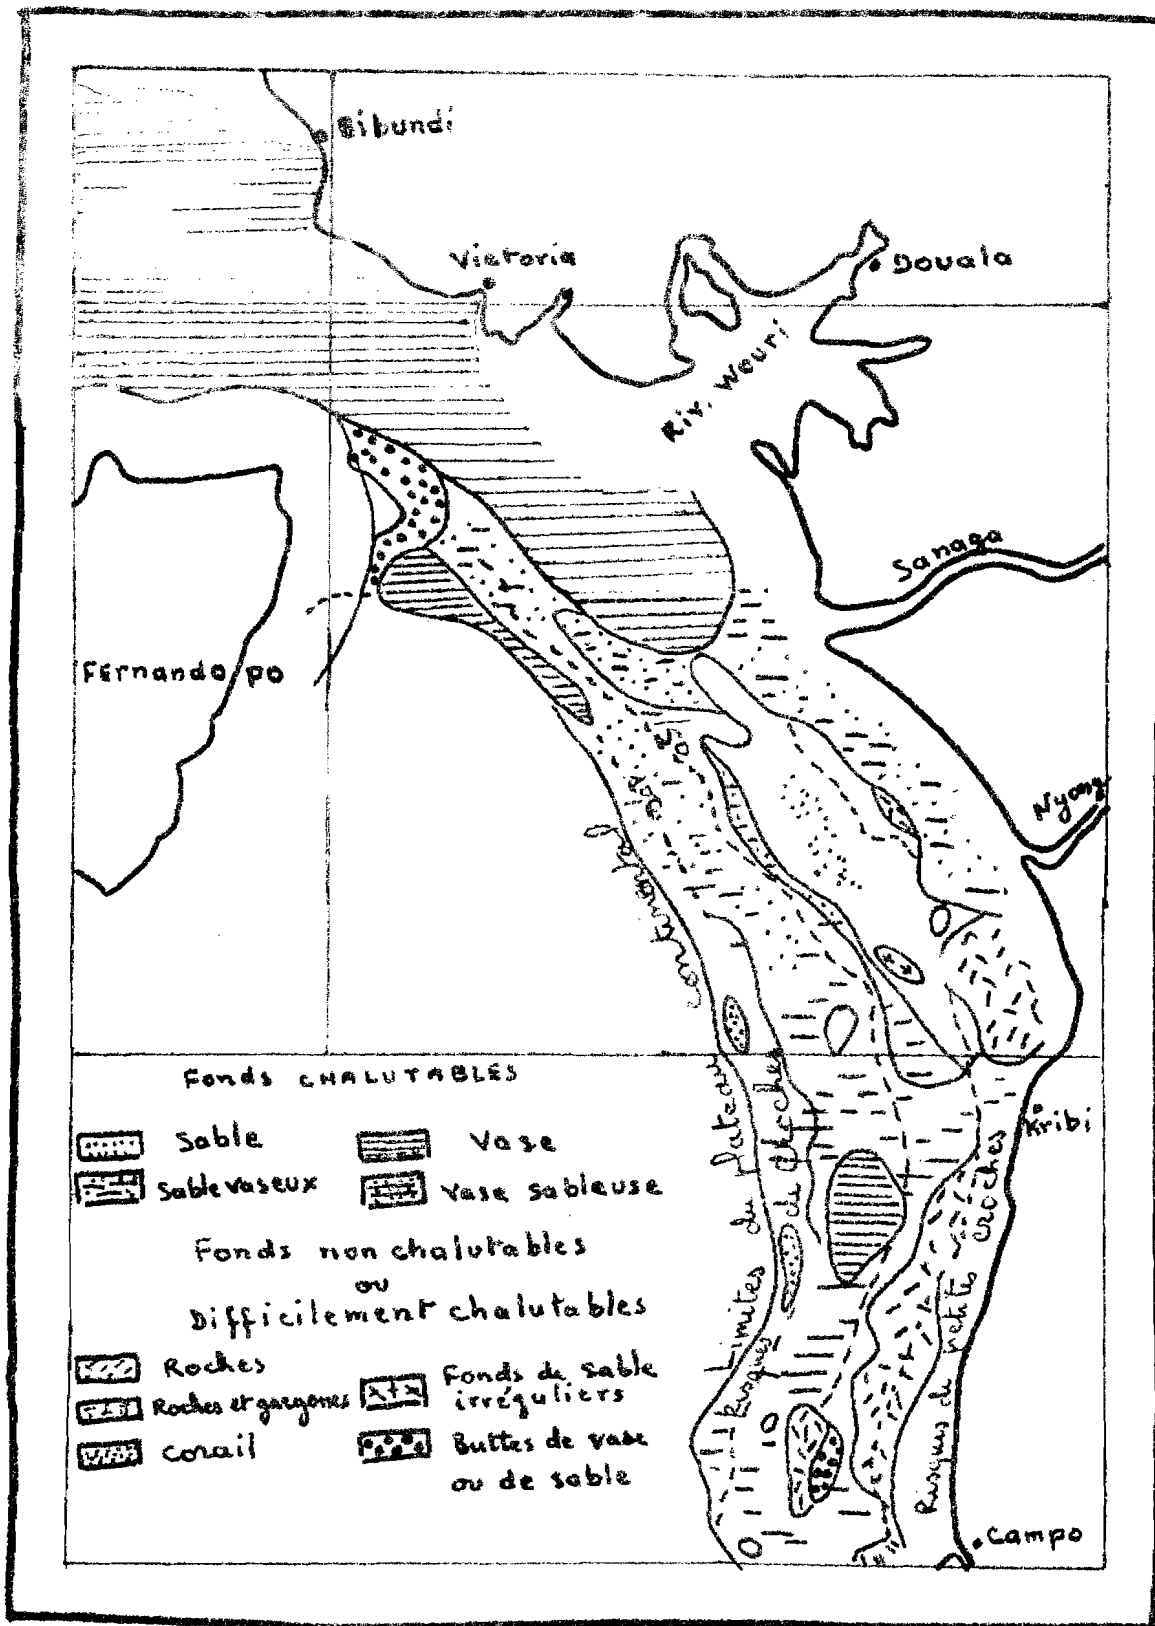 Bibundi
Victoria
Douala
Riv. Wouri
Sanaga
Fernando po
Nyong
Limites du Plateau continental
Risques de Croches
Kribi
Risques de petites croches
Campo
Fonds CHALUTABLES
Sable
Vase
Sable vaseux
Vase sableuse
Fonds non chalutables
ou
Difficilement chalutables
Roches
Fonds de sable
irréguliers
Roches et gorgones
Corail
Buttes de vase
ou de sable